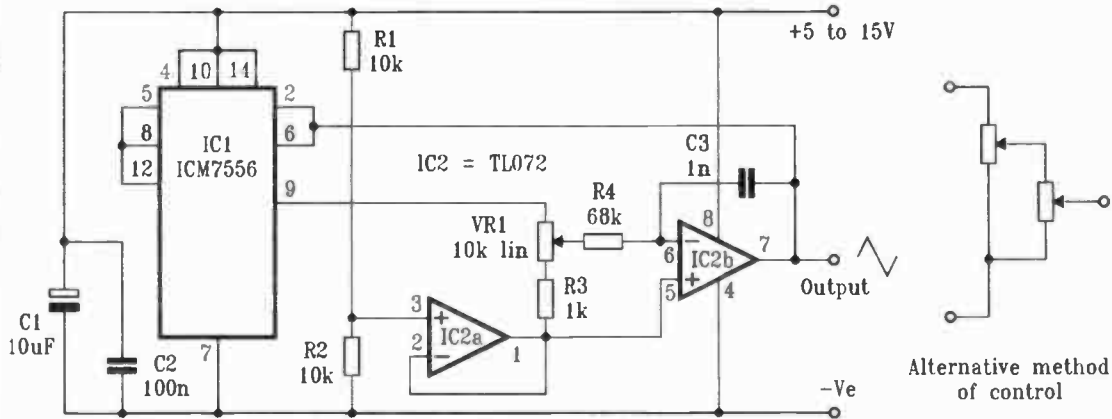 +5 to 15V
R1
10k
4
10
14
5
2
8
6
12
IC1
ICM7556
9
IC2 = TL072
C3
1n
R4
68k
VR1
10k lin
8
6
IC2b
7
5
4
Output
R3
1k
3
IC2a
2
1
C1
10uF
C2
100n
7
R2
10k
-Ve
Alternative method
of control
-
+
+
-